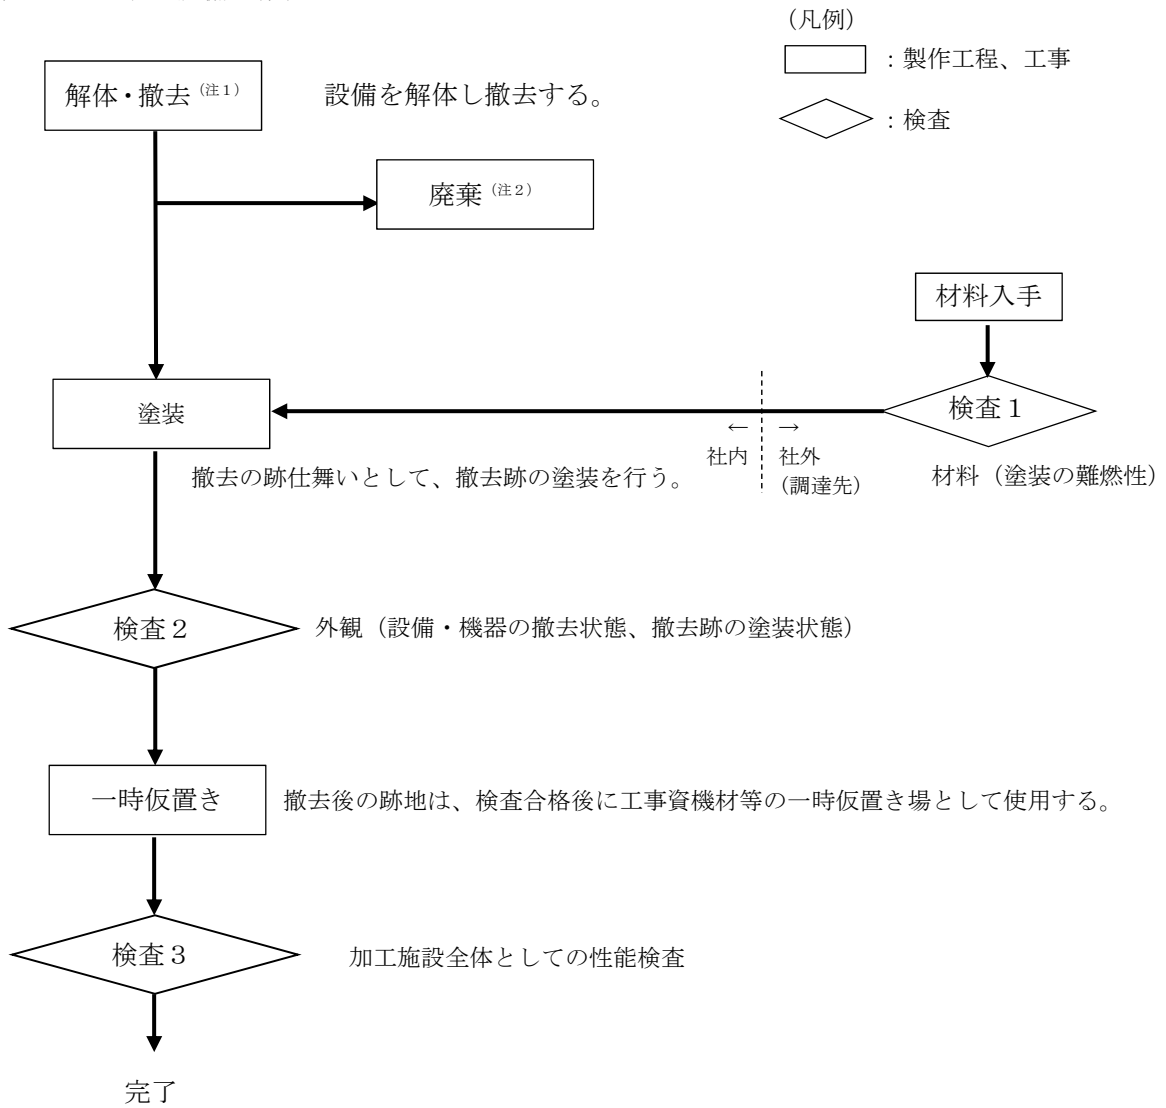 (凡例)
：製作工程、工事
解体・撤去（注１）
設備を解体し撤去する。
：検査
廃棄（注２）
材料入手
検査１
塗装
←
→
社内
社外
（調達先）
材料（塗装の難燃性）
撤去の跡仕舞いとして、撤去跡の塗装を行う。
検査２
外観（設備・機器の撤去状態、撤去跡の塗装状態）
一時仮置き
撤去後の跡地は、検査合格後に工事資機材等の一時仮置き場として使用する。
検査３
加工施設全体としての性能検査
完了